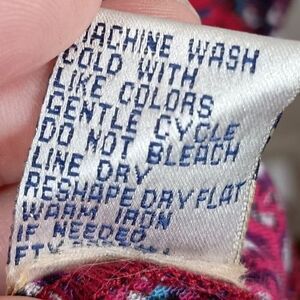 MACHINE WASH
COLD WITH
LIKE COLORS
GENTLE CYCLE
DO NOT BLEACH
LINE DRY
RESHAPE DRY FLAT
WARM IRON
IF NEEDED